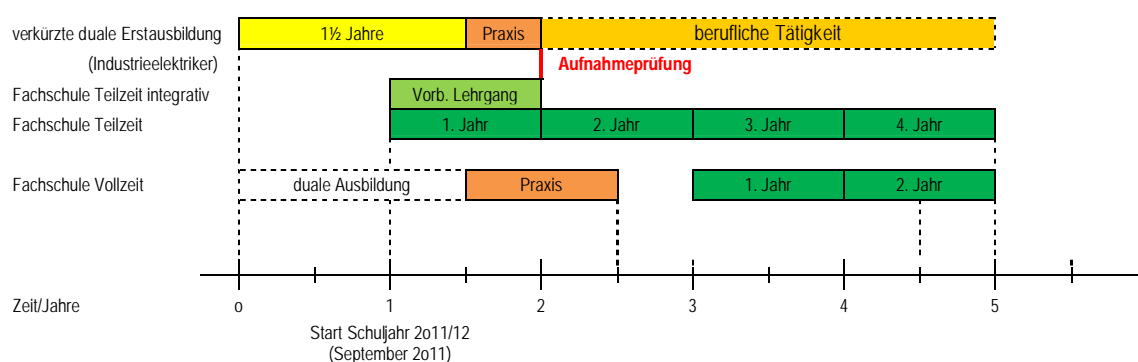 verkürzte duale Erstausbildung 1½ Jahre Praxis berufliche Tätigkeit
(Industrieelektriker) Aufnahmeprüfung
Fachschule Teilzeit integrativ Vorb. Lehrgang
Fachschule Teilzeit 1. Jahr 2. Jahr 3. Jahr 4. Jahr
Fachschule Vollzeit duale Ausbildung Praxis 1. Jahr 2. Jahr
Zeit/Jahre o 1 2 3 4 5
Start Schuljahr 2o11/12
(September 2o11)